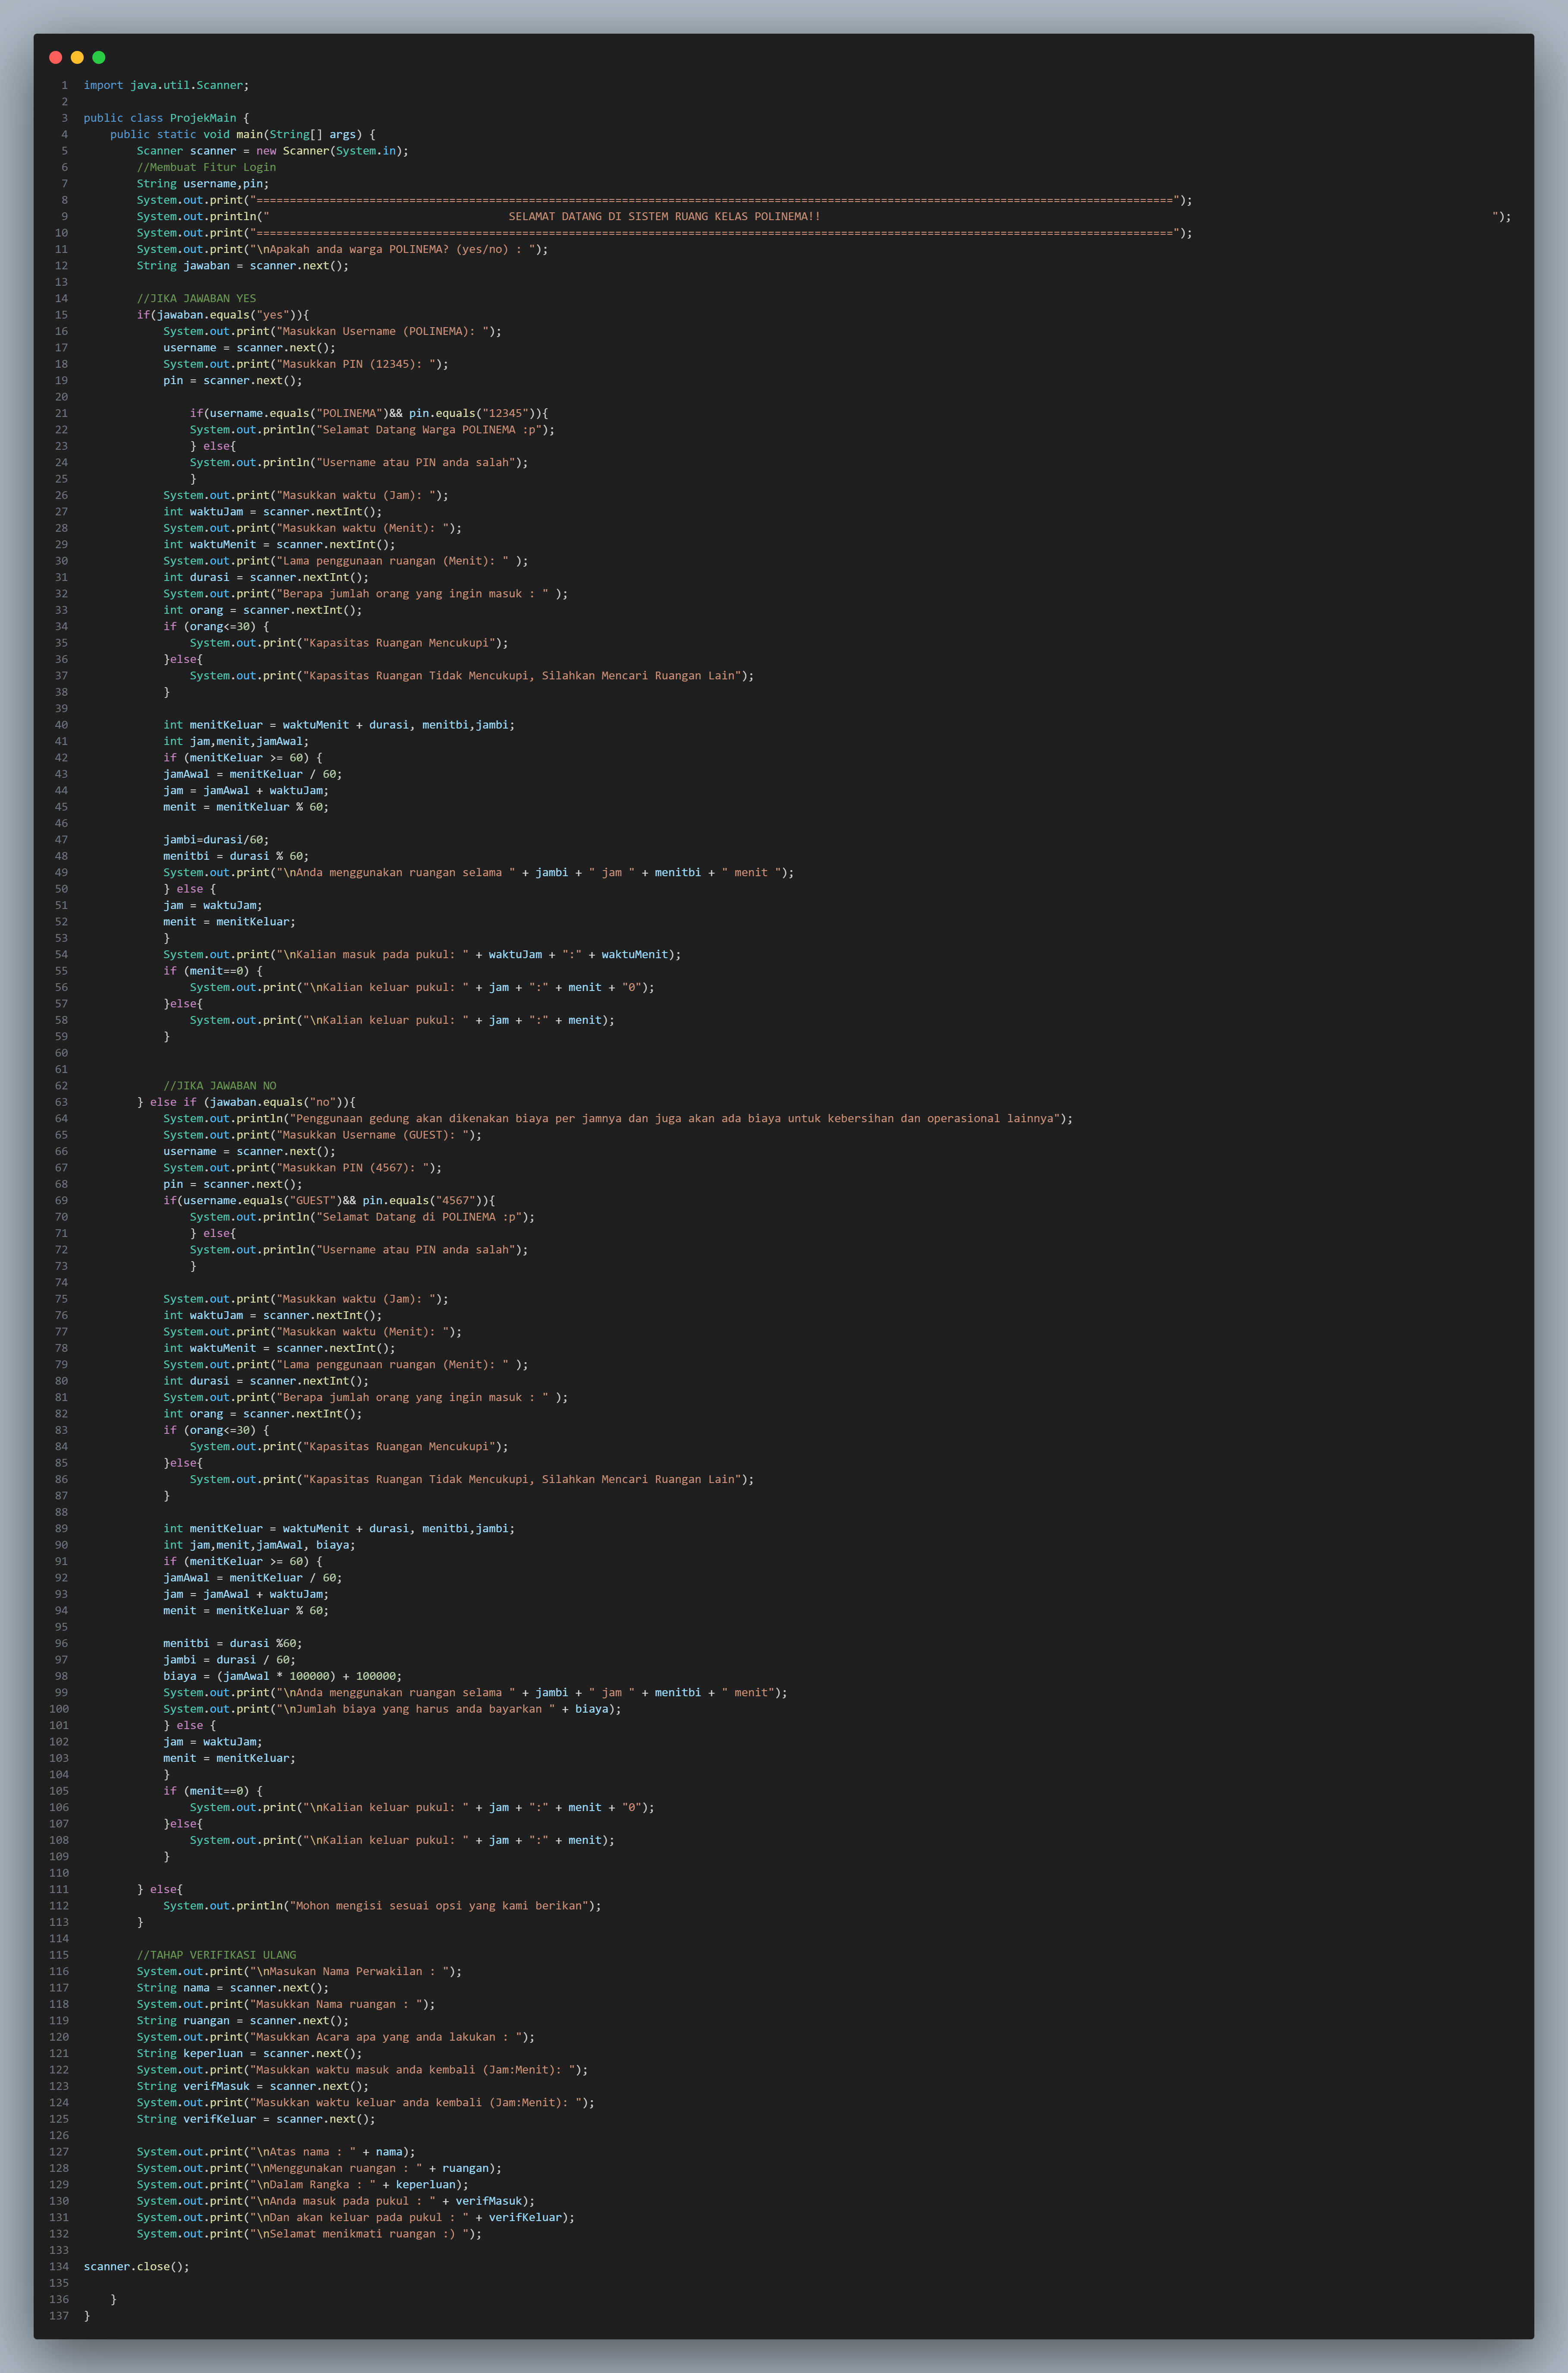 1 import java.util.Scanner;
2
3 public class ProjekMain {
4     public static void main(String[] args) {
5         Scanner scanner = new Scanner(System.in);
6         //Membuat Fitur Login
7         String username,pin;
8         System.out.print("==========================================================================================================================================");
9         System.out.println("                                    SELAMAT DATANG DI SISTEM RUANG KELAS POLINEMA!!                                                                                                     ");
10         System.out.print("==========================================================================================================================================");
11         System.out.print("\nApakah anda warga POLINEMA? (yes/no) : ");
12         String jawaban = scanner.next();
13
14         //JIKA JAWABAN YES
15         if(jawaban.equals("yes")){
16             System.out.print("Masukkan Username (POLINEMA): ");
17             username = scanner.next();
18             System.out.print("Masukkan PIN (12345): ");
19             pin = scanner.next();
20
21                 if(username.equals("POLINEMA")&& pin.equals("12345")){
22                 System.out.println("Selamat Datang Warga POLINEMA :p");
23                 } else{
24                 System.out.println("Username atau PIN anda salah");
25                 }
26             System.out.print("Masukkan waktu (Jam): ");
27             int waktuJam = scanner.nextInt();
28             System.out.print("Masukkan waktu (Menit): ");
29             int waktuMenit = scanner.nextInt();
30             System.out.print("Lama penggunaan ruangan (Menit): " );
31             int durasi = scanner.nextInt();
32             System.out.print("Berapa jumlah orang yang ingin masuk : " );
33             int orang = scanner.nextInt();
34             if (orang<=30) {
35                 System.out.print("Kapasitas Ruangan Mencukupi");
36             }else{
37                 System.out.print("Kapasitas Ruangan Tidak Mencukupi, Silahkan Mencari Ruangan Lain");
38             }
39
40             int menitKeluar = waktuMenit + durasi, menitbi,jambi;
41             int jam,menit,jamAwal;
42             if (menitKeluar >= 60) {
43             jamAwal = menitKeluar / 60;
44             jam = jamAwal + waktuJam;
45             menit = menitKeluar % 60;
46
47             jambi=durasi/60;
48             menitbi = durasi % 60;
49             System.out.print("\nAnda menggunakan ruangan selama " + jambi + " jam " + menitbi + " menit ");
50             } else {
51             jam = waktuJam;
52             menit = menitKeluar;
53             }
54             System.out.print("\nKalian masuk pada pukul: " + waktuJam + ":" + waktuMenit);
55             if (menit==0) {
56                 System.out.print("\nKalian keluar pukul: " + jam + ":" + menit + "0");
57             }else{
58                 System.out.print("\nKalian keluar pukul: " + jam + ":" + menit);
59             }
60
61
62             //JIKA JAWABAN NO
63         } else if (jawaban.equals("no")){
64             System.out.println("Penggunaan gedung akan dikenakan biaya per jamnya dan juga akan ada biaya untuk kebersihan dan operasional lainnya");
65             System.out.print("Masukkan Username (GUEST): ");
66             username = scanner.next();
67             System.out.print("Masukkan PIN (4567): ");
68             pin = scanner.next();
69             if(username.equals("GUEST")&& pin.equals("4567")){
70                 System.out.println("Selamat Datang di POLINEMA :p");
71                 } else{
72                 System.out.println("Username atau PIN anda salah");
73                 }
74
75             System.out.print("Masukkan waktu (Jam): ");
76             int waktuJam = scanner.nextInt();
77             System.out.print("Masukkan waktu (Menit): ");
78             int waktuMenit = scanner.nextInt();
79             System.out.print("Lama penggunaan ruangan (Menit): " );
80             int durasi = scanner.nextInt();
81             System.out.print("Berapa jumlah orang yang ingin masuk : " );
82             int orang = scanner.nextInt();
83             if (orang<=30) {
84                 System.out.print("Kapasitas Ruangan Mencukupi");
85             }else{
86                 System.out.print("Kapasitas Ruangan Tidak Mencukupi, Silahkan Mencari Ruangan Lain");
87             }
88
89             int menitKeluar = waktuMenit + durasi, menitbi,jambi;
90             int jam,menit,jamAwal, biaya;
91             if (menitKeluar >= 60) {
92             jamAwal = menitKeluar / 60;
93             jam = jamAwal + waktuJam;
94             menit = menitKeluar % 60;
95
96             menitbi = durasi %60;
97             jambi = durasi / 60;
98             biaya = (jamAwal * 100000) + 100000;
99             System.out.print("\nAnda menggunakan ruangan selama " + jambi + " jam " + menitbi + " menit");
100             System.out.print("\nJumlah biaya yang harus anda bayarkan " + biaya);
101             } else {
102             jam = waktuJam;
103             menit = menitKeluar;
104             }
105             if (menit==0) {
106                 System.out.print("\nKalian keluar pukul: " + jam + ":" + menit + "0");
107             }else{
108                 System.out.print("\nKalian keluar pukul: " + jam + ":" + menit);
109             }
110
111         } else{
112             System.out.println("Mohon mengisi sesuai opsi yang kami berikan");
113         }
114
115         //TAHAP VERIFIKASI ULANG
116         System.out.print("\nMasukan Nama Perwakilan : ");
117         String nama = scanner.next();
118         System.out.print("Masukkan Nama ruangan : ");
119         String ruangan = scanner.next();
120         System.out.print("Masukkan Acara apa yang anda lakukan : ");
121         String keperluan = scanner.next();
122         System.out.print("Masukkan waktu masuk anda kembali (Jam:Menit): ");
123         String verifMasuk = scanner.next();
124         System.out.print("Masukkan waktu keluar anda kembali (Jam:Menit): ");
125         String verifKeluar = scanner.next();
126
127         System.out.print("\nAtas nama : " + nama);
128         System.out.print("\nMenggunakan ruangan : " + ruangan);
129         System.out.print("\nDalam Rangka : " + keperluan);
130         System.out.print("\nAnda masuk pada pukul : " + verifMasuk);
131         System.out.print("\nDan akan keluar pada pukul : " + verifKeluar);
132         System.out.print("\nSelamat menikmati ruangan :) ");
133
134 scanner.close();
135
136     }
137 }